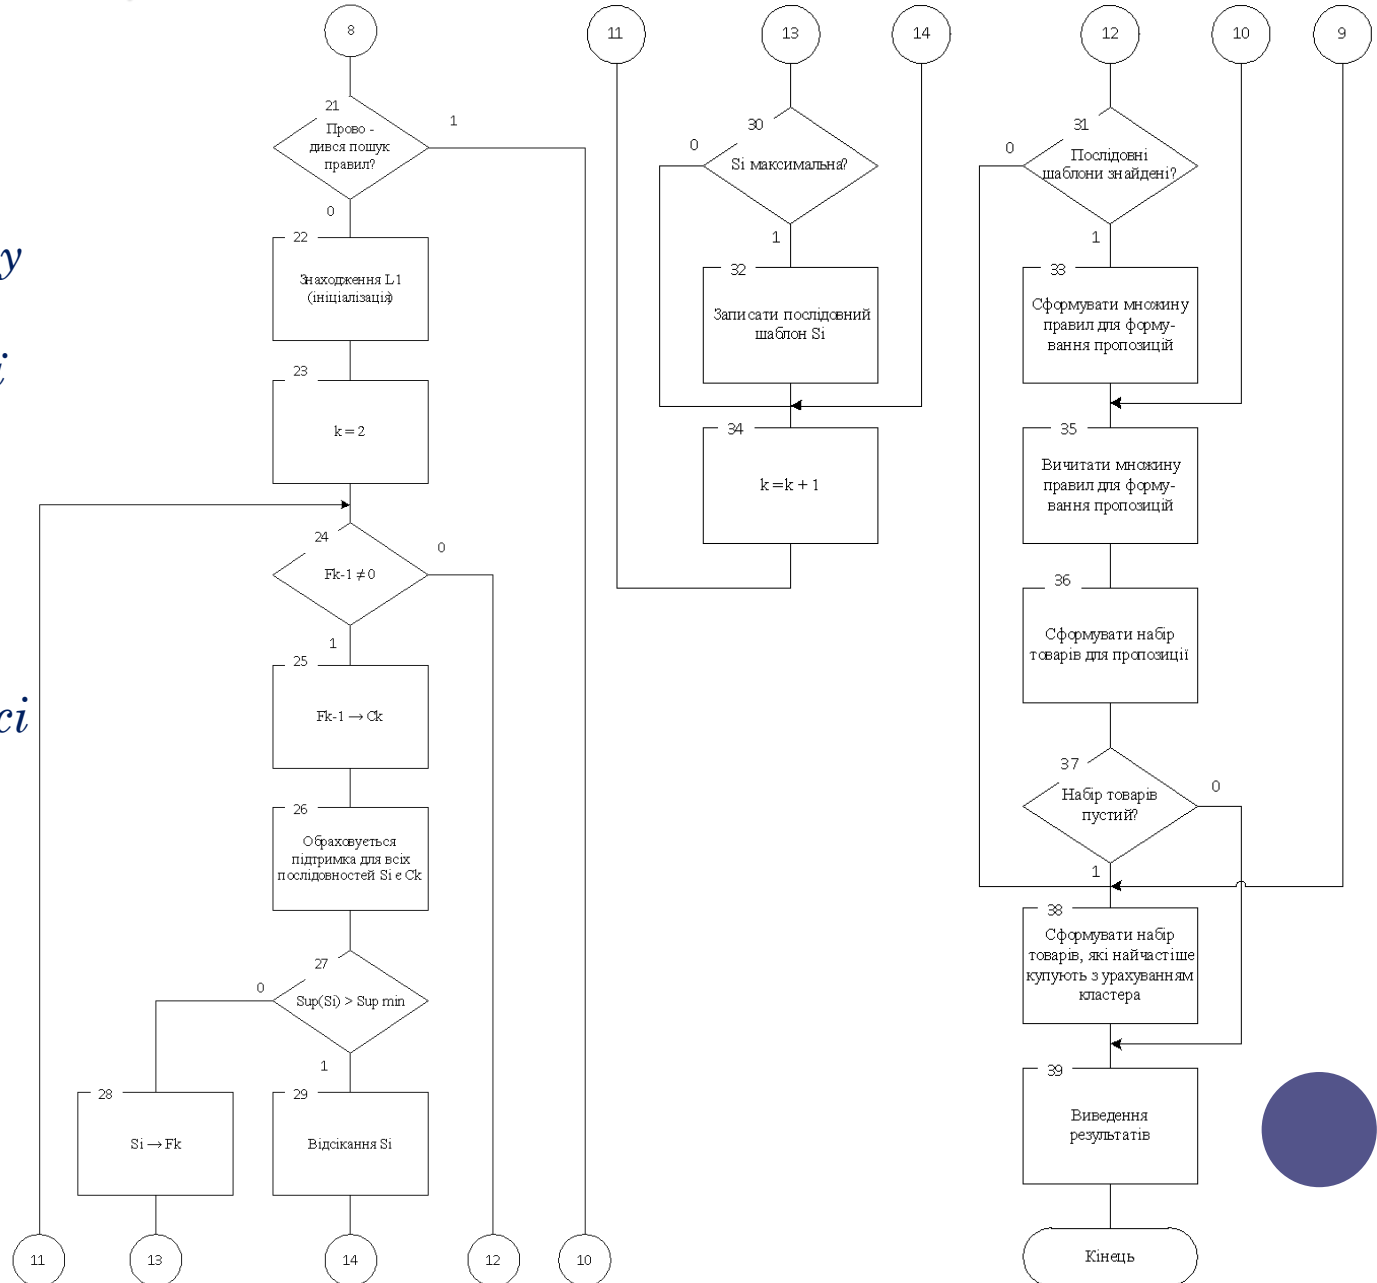 8
21
Прово -
дився пошук
правил?
1
0
22
Знаходження L1
(ініціалізація)
23
k = 2
24
Fk-1 ≠ 0
0
1
25
Fk-1 → Ck
26
Обраховується
підтримка для всіх
послідовностей Si є Ck
27
Sup(Si) > Sup min
0
1
28
Si → Fk
29
Відсікання Si
11
13
14
12
10
11
13
14
30
Si максимальна?
0
1
32
Записати послідовний
шаблон Si
34
k = k + 1
12
10
9
31
Послідовні
шаблони знайдені?
0
1
33
Сформувати множину
правил для форму-
вання пропозицій
35
Вичитати множину
правил для форму-
вання пропозицій
36
Сформувати набір
товарів для пропозиції
37
Набір товарів
пустий?
0
1
38
Сформувати набір
товарів, які найчастіше
купують з урахуванням
кластера
39
Виведення
результатів
Кінець
у
і
сі